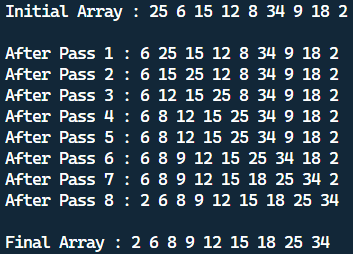 Initial Array : 25 6 15 12 8 34 9 18 2
After Pass 1 : 6 25 15 12 8 34 9 18 2
After Pass 2 : 6 15 25 12 8 34 9 18 2
After Pass 3 : 6 12 15 25 8 34 9 18 2
After Pass 4 : 6 8 12 15 25 34 9 18 2
After Pass 5 : 6 8 12 15 25 34 9 18 2
After Pass 6 : 6 8 9 12 15 25 34 18 2
After Pass 7 : 6 8 9 12 15 18 25 34 2
After Pass 8 : 2 6 8 9 12 15 18 25 34
Final Array : 2 6 8 9 12 15 18 25 34